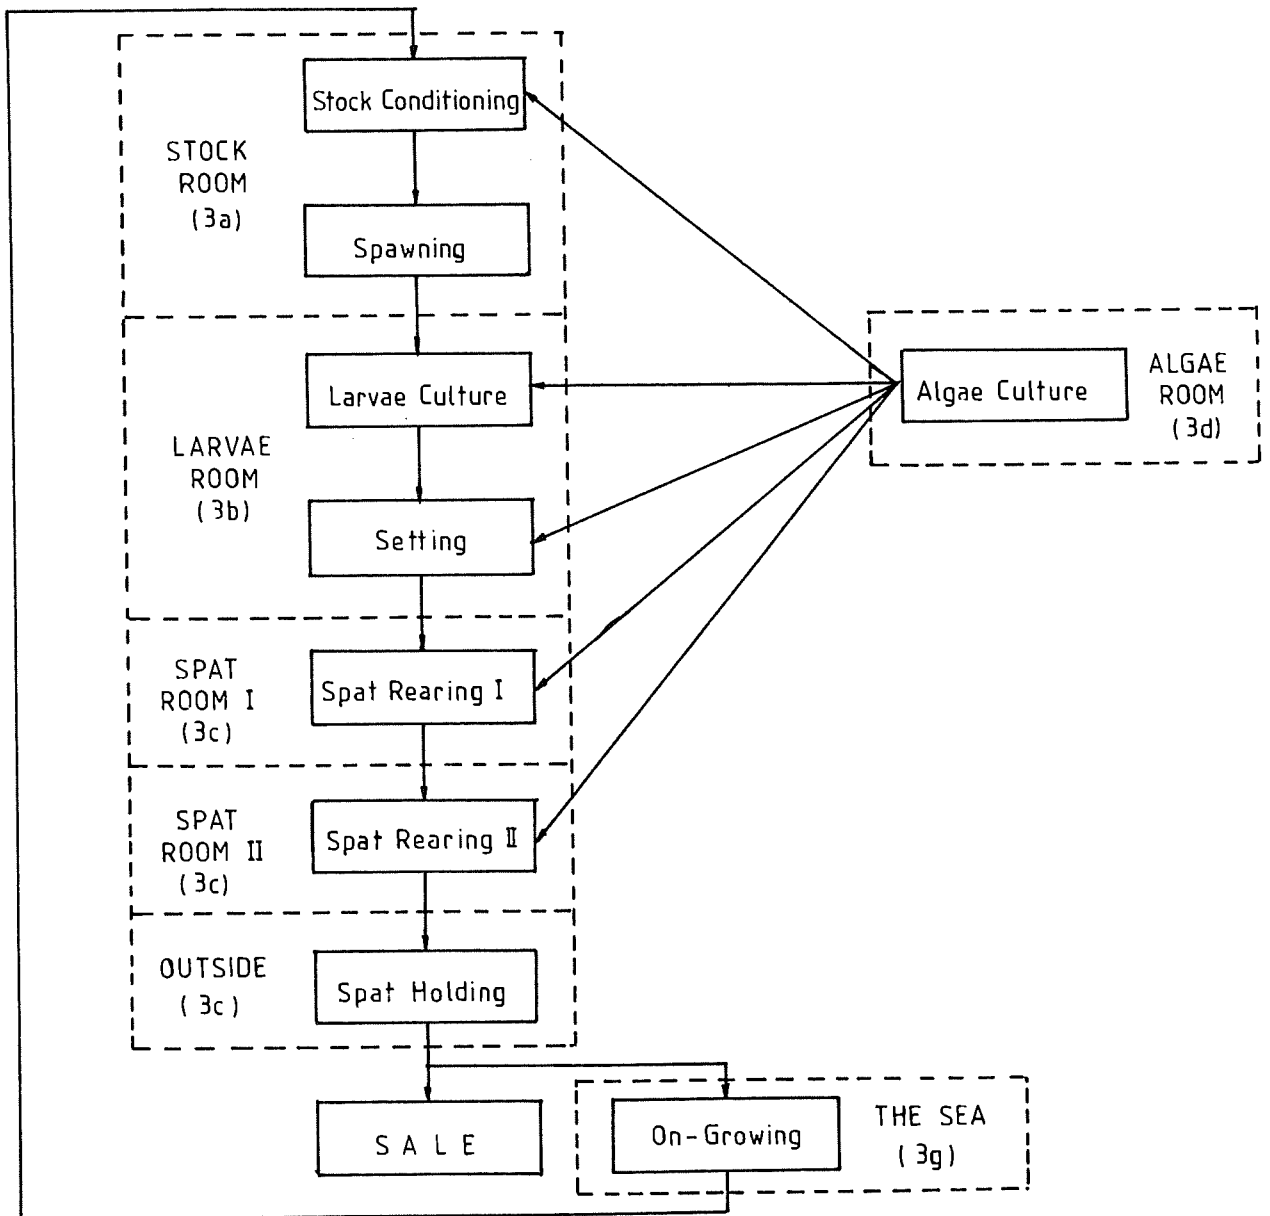 Stock Conditioning
STOCK
ROOM
(3a)
Spawning
Larvae Culture
LARVAE
ROOM
(3b)
Setting
Algae Culture
ALGAE
ROOM
(3d)
SPAT
ROOM I
(3c)
Spat Rearing I
SPAT
ROOM II
(3c)
Spat Rearing II
OUTSIDE
(3c)
Spat Holding
SALE
On-Growing
THE SEA
(3g)